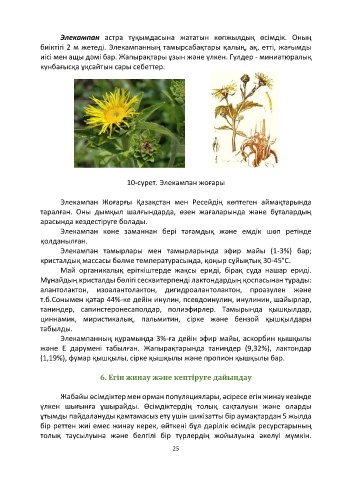 Элекампан астра тұқымдасына жататын көпжылдық өсімдік. Оның
биіктігі 2 м жетеді. Элекампанның тамырсабақтары қалың, ақ, етті, жағымды
иісі мен ащы дәмі бар. Жапырақтары ұзын және үлкен. Гүлдер - миниатюралық
күнбағысқа ұқсайтын сары себеттер.
10-сурет. Элекампан жоғары
Элекампан Жоғарғы Қазақстан мен Ресейдің көптеген аймақтарында
таралған. Оны дымқыл шалғындарда, өзен жағаларында және бұталардың
арасында кездестіруге болады.
Элекампан көне заманнан бері тағамдық және емдік шөп ретінде
қолданылған.
Элекампан тамырлары мен тамырларында эфир майы (1-3%) бар;
кристалдық массасы бөлме температурасында, қоңыр сұйықтық 30-45°C.
Май органикалық еріткіштерде жақсы ериді, бірақ суда нашар ериді.
Мұнайдың кристалды бөлігі сесквитерпенді лактондардың қоспасынан тұрады:
алантолактон, изоалантолактон, дигидроалантолактон, проазулен және
т.б.Сонымен қатар 44%-ке дейін инулин, псевдоинулин, инулинин, шайырлар,
таниндер, сапинстеронесаполдар, полиэфирлер. Тамырында қышқылдар,
циннамик, миристикалық, пальмитин, сірке және бензой қышқылдары
табылды.
Элекампанның құрамында 3%-ға дейін эфир майы, аскорбин қышқылы
және Е дәрумені табылған. Жапырақтарында таниндер (9,32%), лактондар
(1,19%), фумар қышқылы, сірке қышқылы және пропион қышқылы бар.
6. Егін жинау және кептіруге дайындау
Жабайы өсімдіктер мен орман популяциялары, әсіресе егін жинау кезінде
үлкен шығынға ұшырайды. Өсімдіктердің толық сақталуын және оларды
ұтымды пайдалануды қамтамасыз ету үшін шикізатты бір аумақтардан 5 жылда
бір реттен жиі емес жинау керек, өйткені бұл дәрілік өсімдік ресурстарының
толық таусылуына және белгілі бір түрлердің жойылуына әкелуі мүмкін.
25